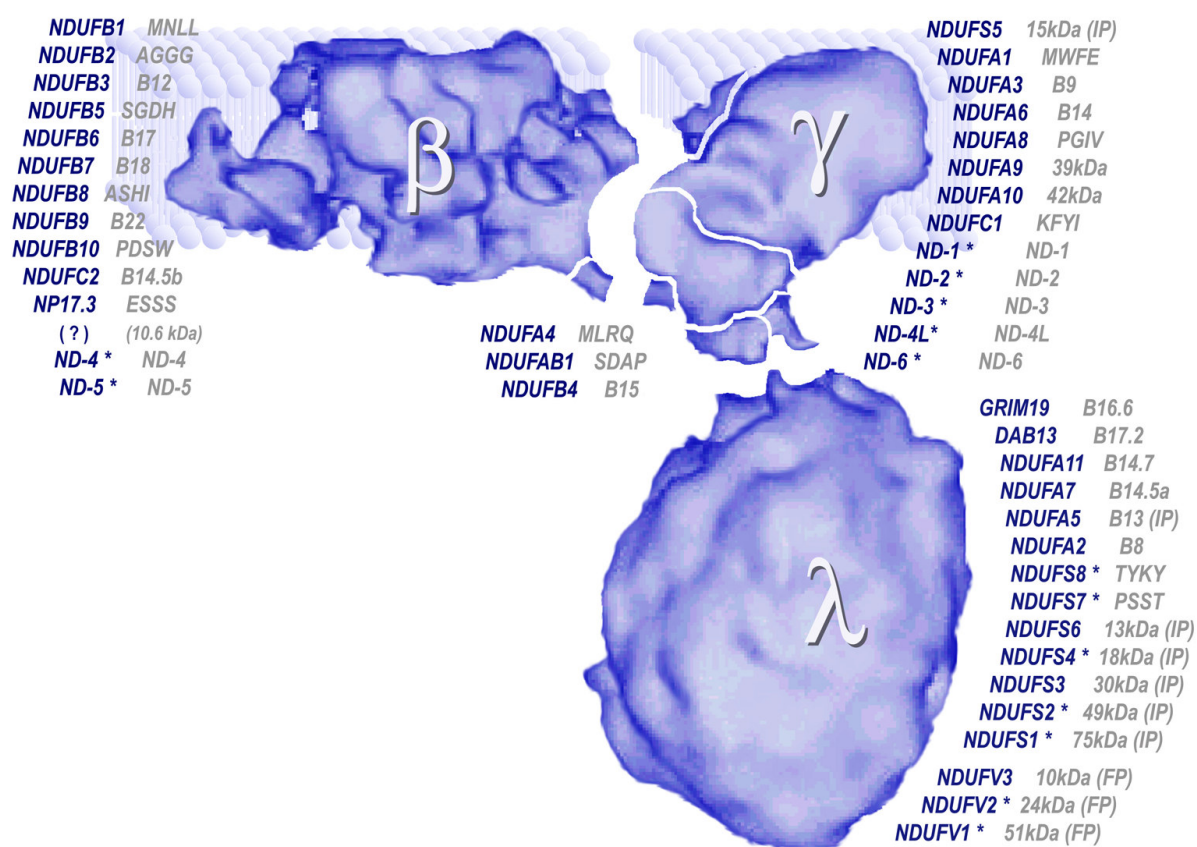 NDUFB1 MNLL
NDUFB2 AGGG
NDUFB3 B12
NDUFB5 SGDH
NDUFB6 B17
NDUFB7 B18
NDUFB8 ASHI
NDUFB9 B22
NDUFB10 PDSW
NDUFC2 B14.5b
NP17.3 ESSS
(?) (10.6 kDa)
ND-4 * ND-4
ND-5 * ND-5
β
NDUFA4 MLRQ
NDUFAB1 SDAP
NDUFB4 B15
γ
NDUFS5 15kDa (IP)
NDUFA1 MWFE
NDUFA3 B9
NDUFA6 B14
NDUFA8 PGIV
NDUFA9 39kDa
NDUFA10 42kDa
NDUFC1 KFYI
ND-1 * ND-1
ND-2 * ND-2
ND-3 * ND-3
ND-4L* ND-4L
ND-6 * ND-6
λ
GRIM19 B16.6
DAB13 B17.2
NDUFA11 B14.7
NDUFA7 B14.5a
NDUFA5 B13 (IP)
NDUFA2 B8
NDUFS8 * TYKY
NDUFS7 * PSST
NDUFS6 13kDa (IP)
NDUFS4 * 18kDa (IP)
NDUFS3 30kDa (IP)
NDUFS2 * 49kDa (IP)
NDUFS1 * 75kDa (IP)
NDUFV3 10kDa (FP)
NDUFV2 * 24kDa (FP)
NDUFV1 * 51kDa (FP)